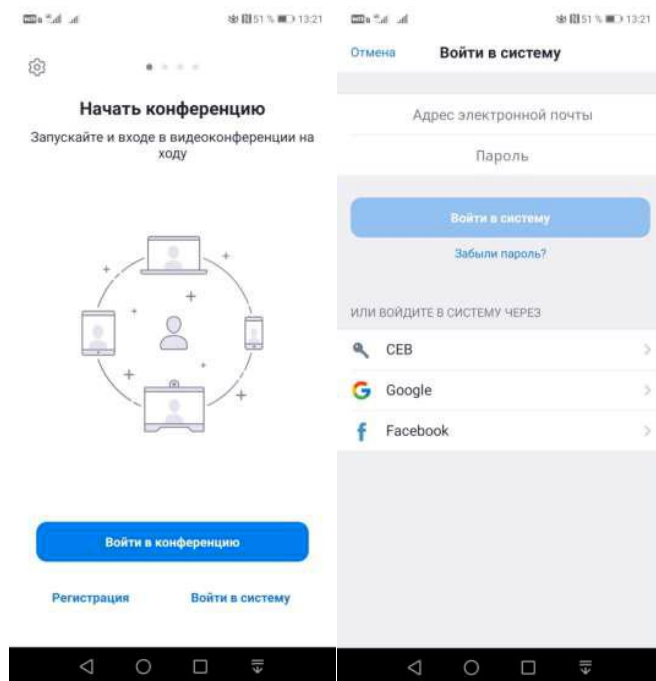 51 % 13:21
Начать конференцию
Запускайте и входе в видеоконференции на
ходу
Войти в конференцию
Регистрация
Войти в систему
51 % 13:21
Отмена
Войти в систему
Адрес электронной почты
Пароль
Войти в систему
Забыли пароль?
ИЛИ ВОЙДИТЕ В СИСТЕМУ ЧЕРЕЗ
СЕВ
Google
Facebook